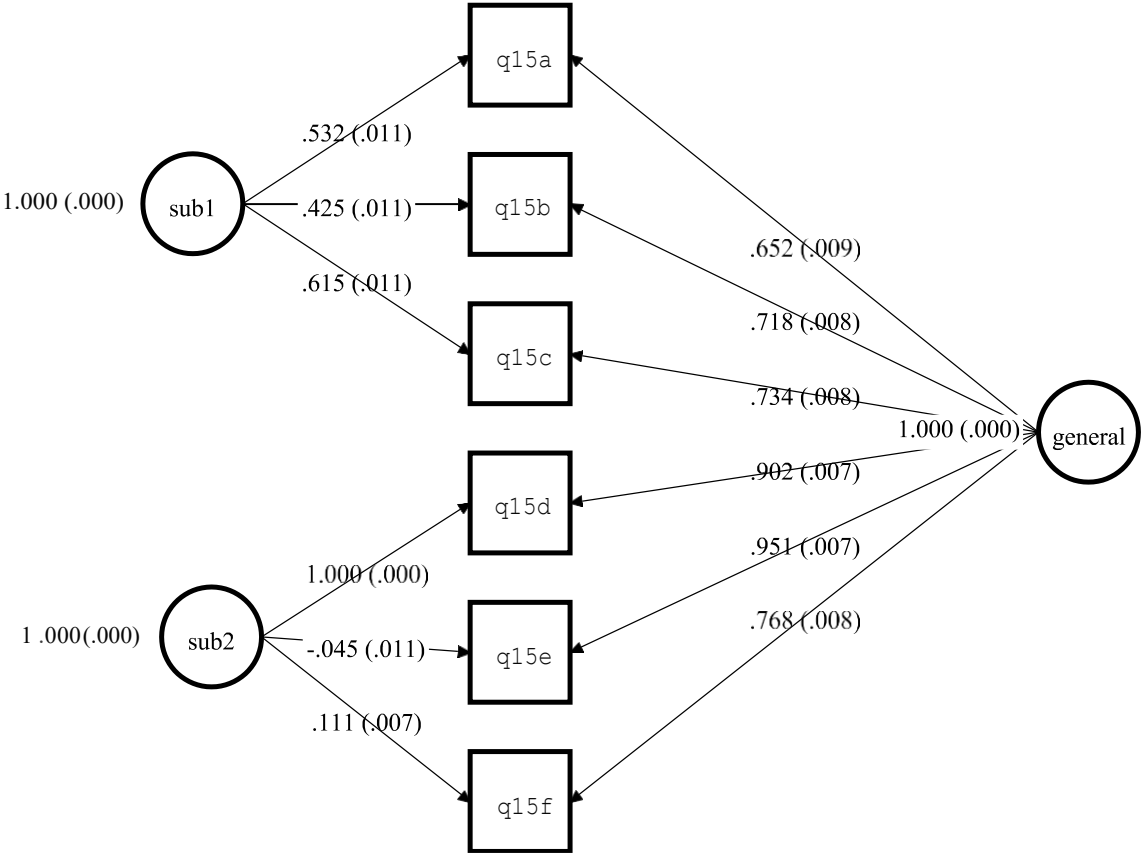 q15a
.532 (.011)
1.000 (.000)
sub1
.425 (.011)
q15b
.652 (.009)
.615 (.011)
.718 (.008)
q15c
.734 (.008)
1.000 (.000)
general
.902 (.007)
q15d
.951 (.007)
1.000 (.000)
1 .000(.000)
sub2
-.045 (.011)
q15e
.768 (.008)
.111 (.007)
q15f